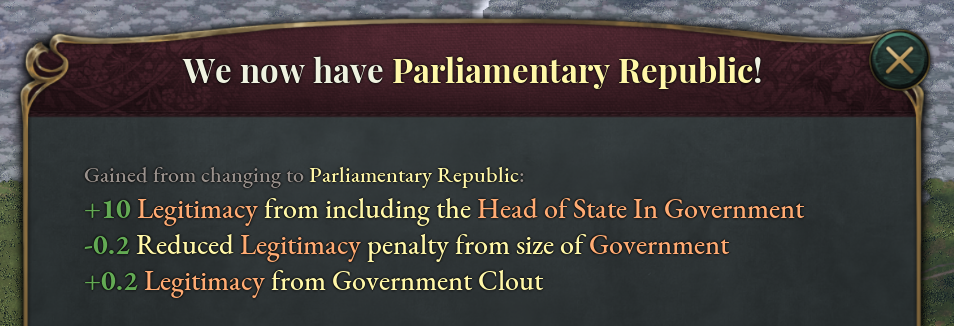 We now have Parliamentary Republic!
Gained from changing to Parliamentary Republic:
+10 Legitimacy from including the Head of State In Government
-0.2 Reduced Legitimacy penalty from size of Government
+0.2 Legitimacy from Government Clout